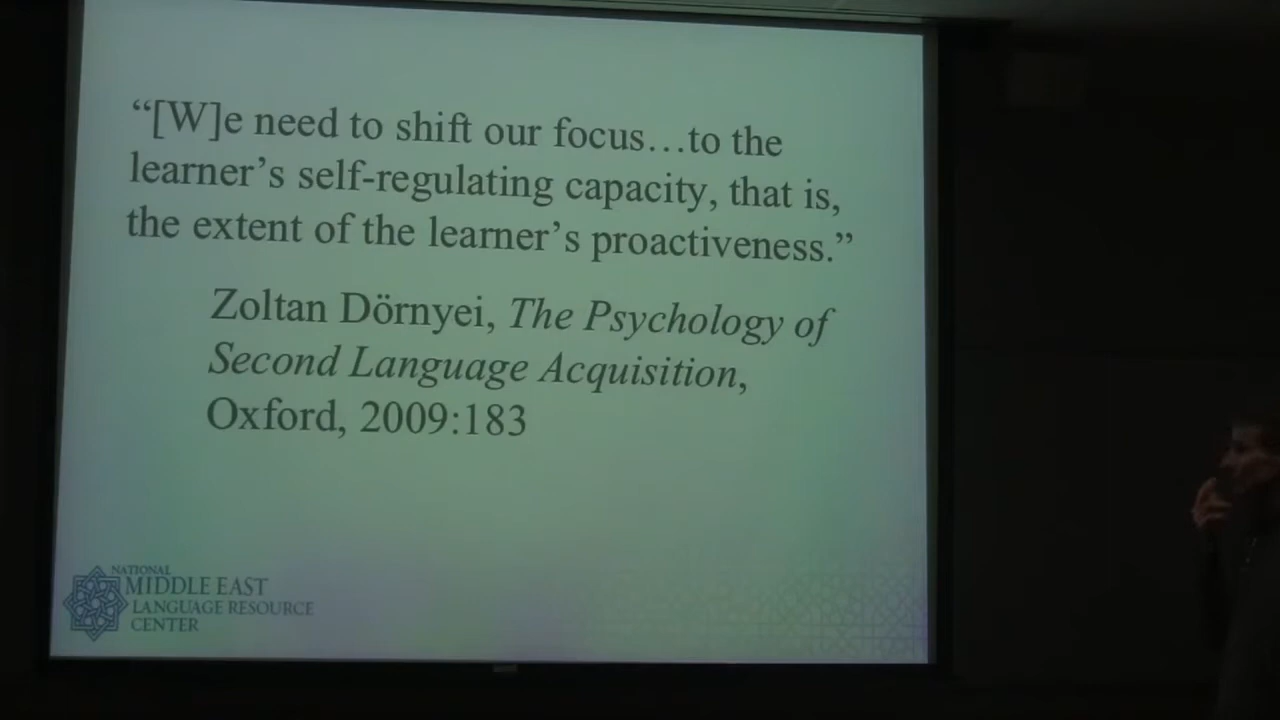 “[W]e need to shift our focus…to the
learner’s self-regulating capacity, that is,
the extent of the learner’s proactiveness.”
Zoltan Dörnyei, The Psychology of
Second Language Acquisition,
Oxford, 2009:183
NATIONAL
MIDDLE EAST
LANGUAGE RESOURCE
CENTER